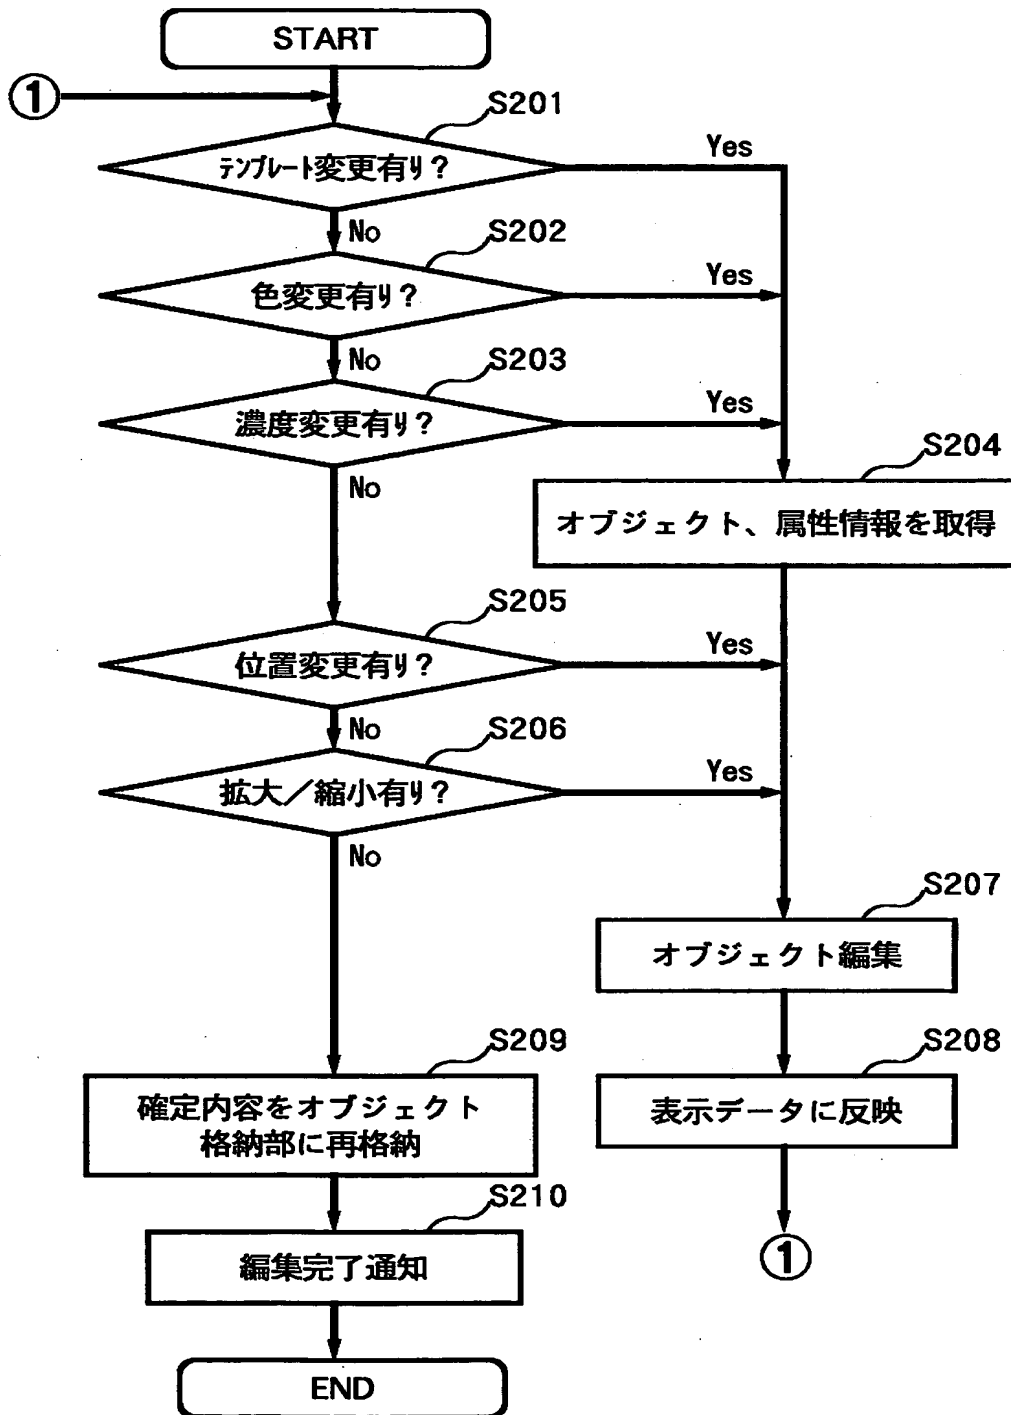 START
①
S201
テンプレート変更有り？
Yes
No
S202
色変更有り？
Yes
No
S203
濃度変更有り？
Yes
No
S204
オブジェクト、属性情報を取得
S205
位置変更有り？
Yes
No
S206
拡大／縮小有り？
Yes
No
S207
オブジェクト編集
S208
表示データに反映
①
S209
確定内容をオブジェクト
格納部に再格納
S210
編集完了通知
END